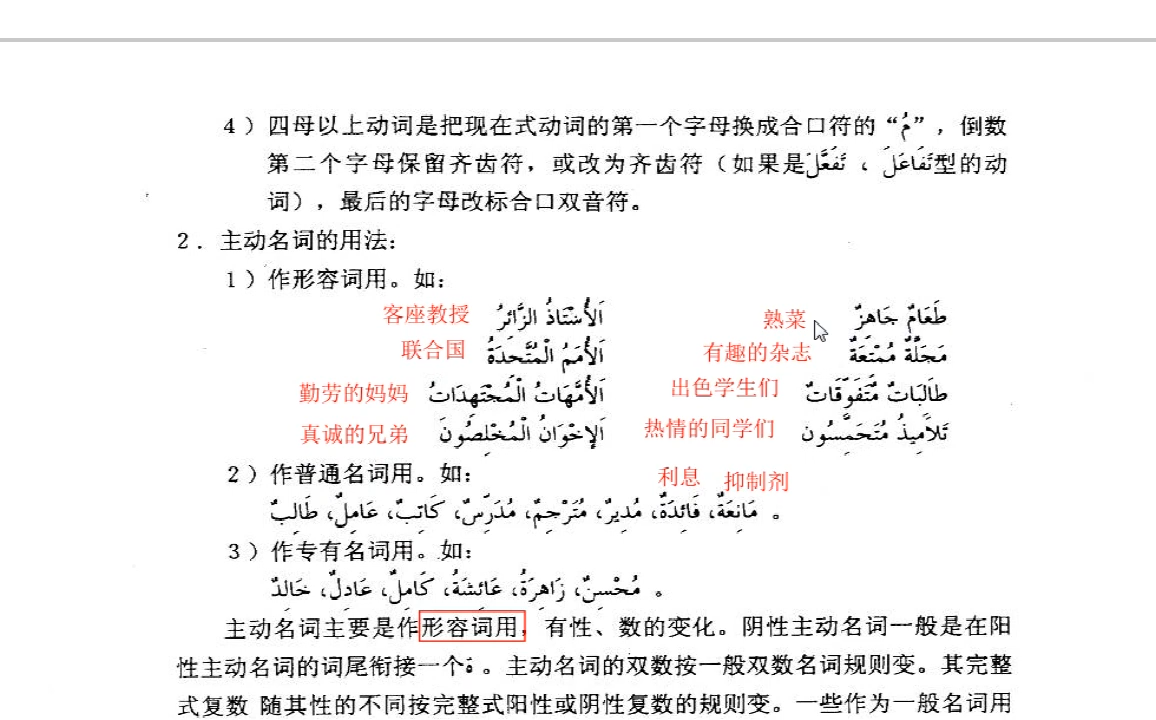 4）四母以上动词是把现在式动词的第一个字母换成合口符的“مُ”，倒数
第二个字母保留齐齿符，或改为齐齿符（如果是تَفَعَّلَ ، تَفَاعَلَ型的动
词），最后的字母改标合口双音符。
2．主动名词的用法：
1）作形容词用。如：
طَعَامٌ جَاهِزٌ 熟菜 اَلأُسْتَاذُ الزَّائِرُ 客座教授
مَجَلَّةٌ مُمْتِعَةٌ 有趣的杂志 اَلأُمَمُ الْمُتَّحِدَةُ 联合国
طَالِبَاتٌ مُتَفَوِّقَاتٌ 出色学生们 اَلأُمَّهَاتُ الْمُجْتَهِدَاتُ 勤劳的妈妈
تَلاَمِيذُ مُتَحَمِّسُون 热情的同学们 اَلإِخْوَانُ الْمُخْلِصُونَ 真诚的兄弟
2）作普通名词用。如： 利息 抑制剂
طَالِبٌ، عَامِلٌ، كَاتِبٌ، مُدَرِّسٌ، مُتَرْجِمٌ، مُدِيرٌ، فَائِدَةٌ، مَانِعَةٌ 。
3）作专有名词用。如：
خَالِدٌ، عَادِلٌ، كَامِلٌ، عَائِشَةُ، زَاهِرَةُ، مُحْسِنٌ 。
主动名词主要是作形容词用，有性、数的变化。阴性主动名词一般是在阳
性主动名词的词尾衔接一个ة。主动名词的双数按一般双数名词规则变。其完整
式复数 随其性的不同按完整式阳性或阴性复数的规则变。一些作为一般名词用